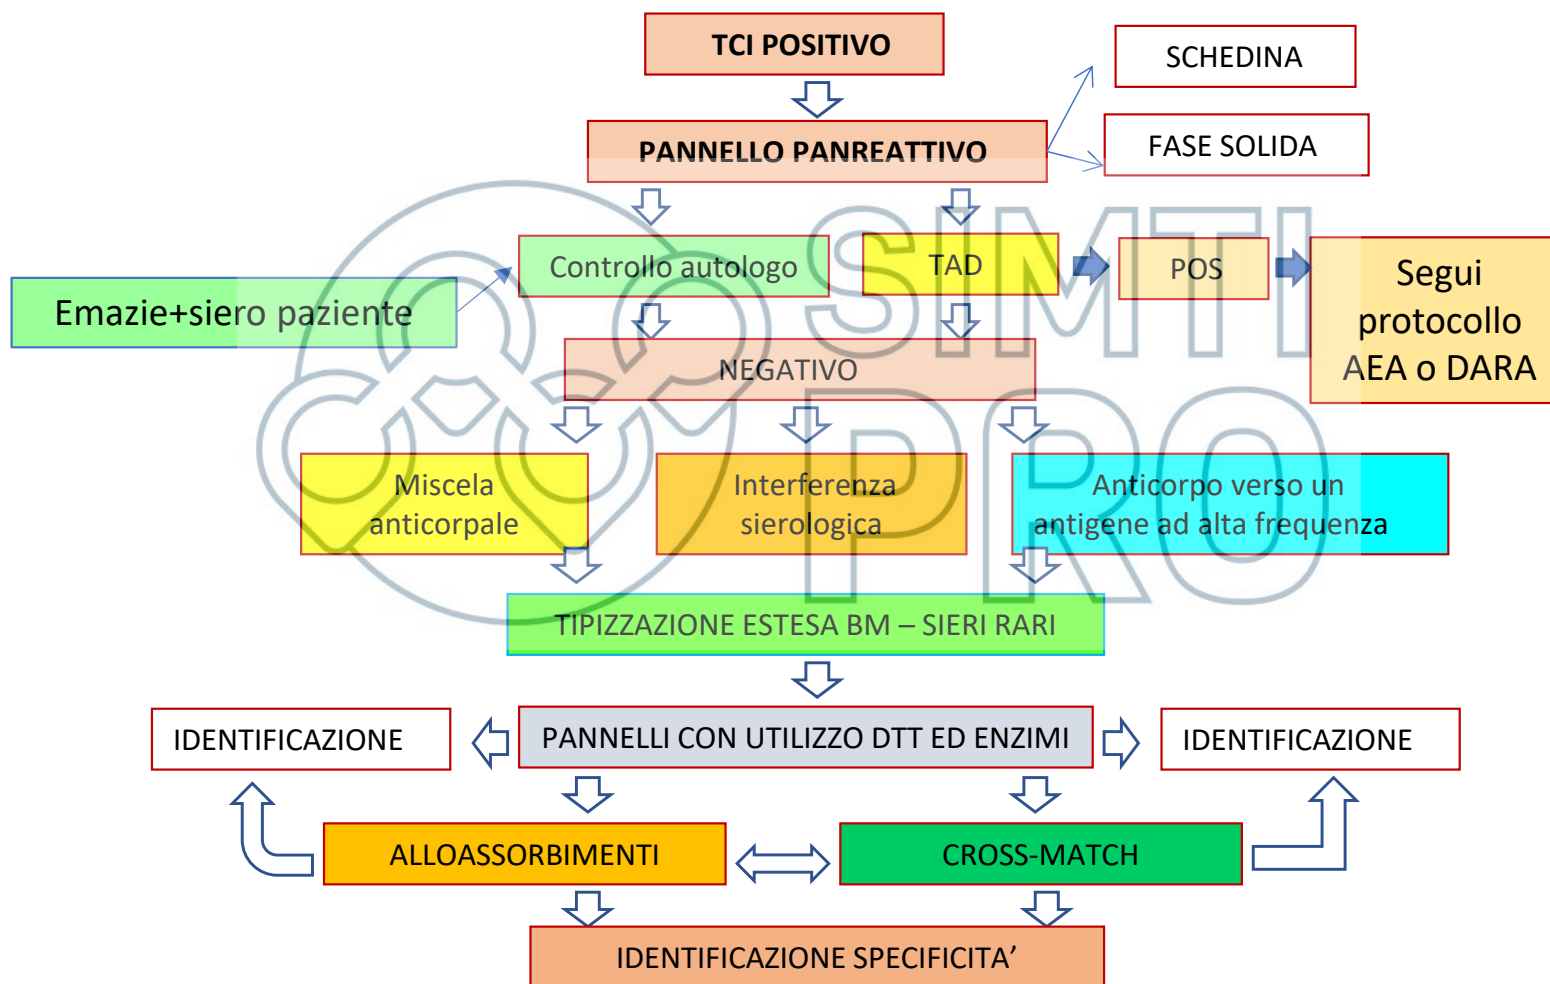 TCI POSITIVO
SCHEDINA
PANNELLO PANREATTIVO
FASE SOLIDA
Controllo autologo
TAD
POS
Segui
protocollo
AEA o DARA
Emazie+siero paziente
NEGATIVO
SIMTI
PRO
Miscela
anticorpale
Interferenza
sierologica
Anticorpo verso un
antigene ad alta frequenza
TIPIZZAZIONE ESTESA BM – SIERI RARI
IDENTIFICAZIONE
PANNELLI CON UTILIZZO DTT ED ENZIMI
IDENTIFICAZIONE
ALLOASSORBIMENTI
CROSS-MATCH
IDENTIFICAZIONE SPECIFICITA’